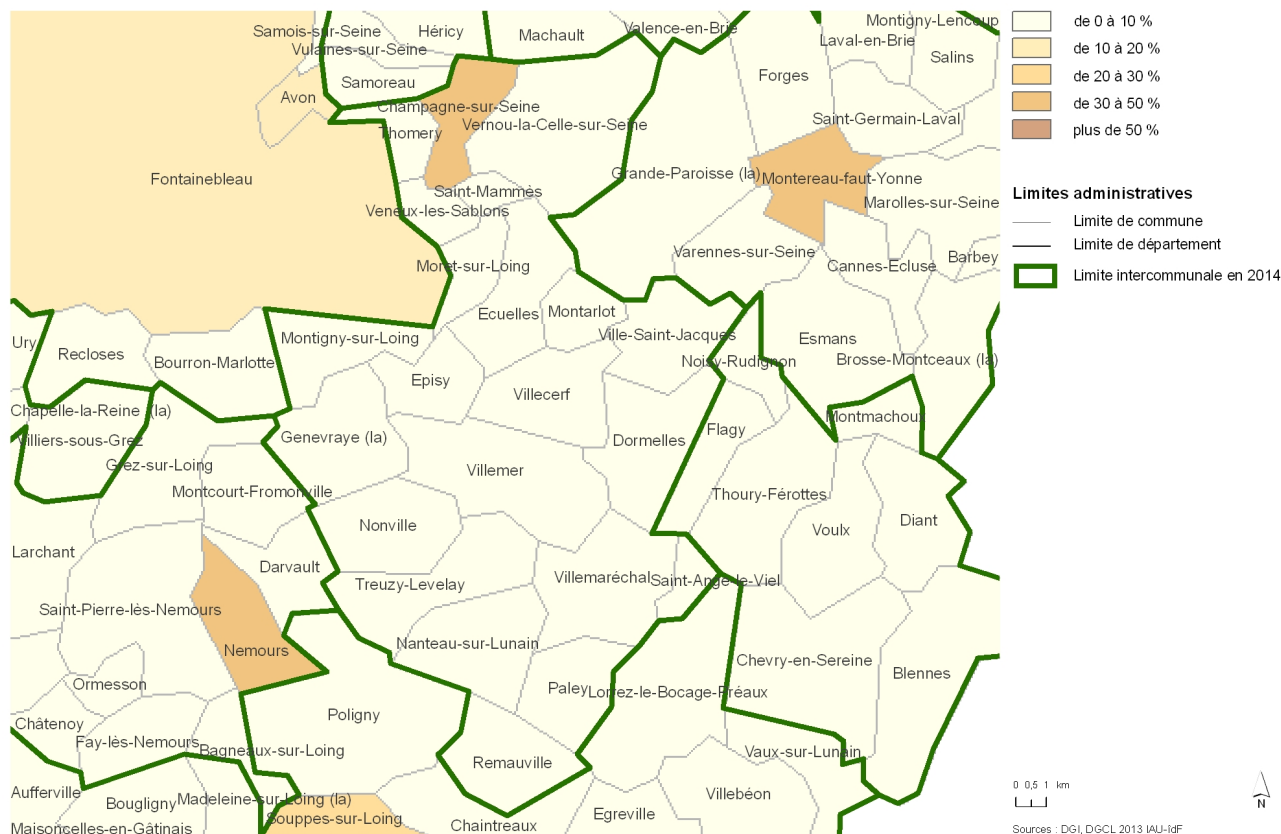 Samois-sur-Seine
Héricy
Machault
Valence-en-Brie
Montigny-Lencoup
Vulaines-sur-Seine
Laval-en-Brie
Salins
Samoreau
Forges
Avon
Champagne-sur-Seine
Thomery
Vernou-la-Celle-sur-Seine
Saint-Germain-Laval
Fontainebleau
Grande-Paroisse (la)
Montereau-faut-Yonne
Saint-Mammès
Marolles-sur-Seine
Veneux-les-Sablons
Varennes-sur-Seine
Moret-sur-Loing
Cannes-Ecluse
Barbey
Ecuelles
Montarlot
Ury
Recloses
Bourron-Marlotte
Montigny-sur-Loing
Ville-Saint-Jacques
Esmans
Noisy-Rudignon
Brosse-Montceaux (la)
Episy
Villecerf
Chapelle-la-Reine (la)
Montmachoux
Villiers-sous-Grez
Genevraye (la)
Dormelles
Flagy
Grez-sur-Loing
Villemer
Montcourt-Fromonville
Thoury-Férottes
Nonville
Voulx
Diant
Larchant
Darvault
Treuzy-Levelay
Villemaréchal
Saint-Ange-le-Viel
Saint-Pierre-lès-Nemours
Nemours
Nanteau-sur-Lunain
Chevry-en-Sereine
Blennes
Ormesson
Paley
Lorrez-le-Bocage-Préaux
Poligny
Châtenoy
Fay-lès-Nemours
Bagneaux-sur-Loing
Vaux-sur-Lunain
Remauville
Aufferville
Bougligny
Madeleine-sur-Loing (la)
Villebéon
Souppes-sur-Loing
Egreville
Maisoncelles-en-Gâtinais
Chaintreaux
de 0 à 10 %
de 10 à 20 %
de 20 à 30 %
de 30 à 50 %
plus de 50 %
Limites administratives
Limite de commune
Limite de département
Limite intercommunale en 2014
0 0,5 1 km
N
Sources : DGI, DGCL 2013 IAU-îdF